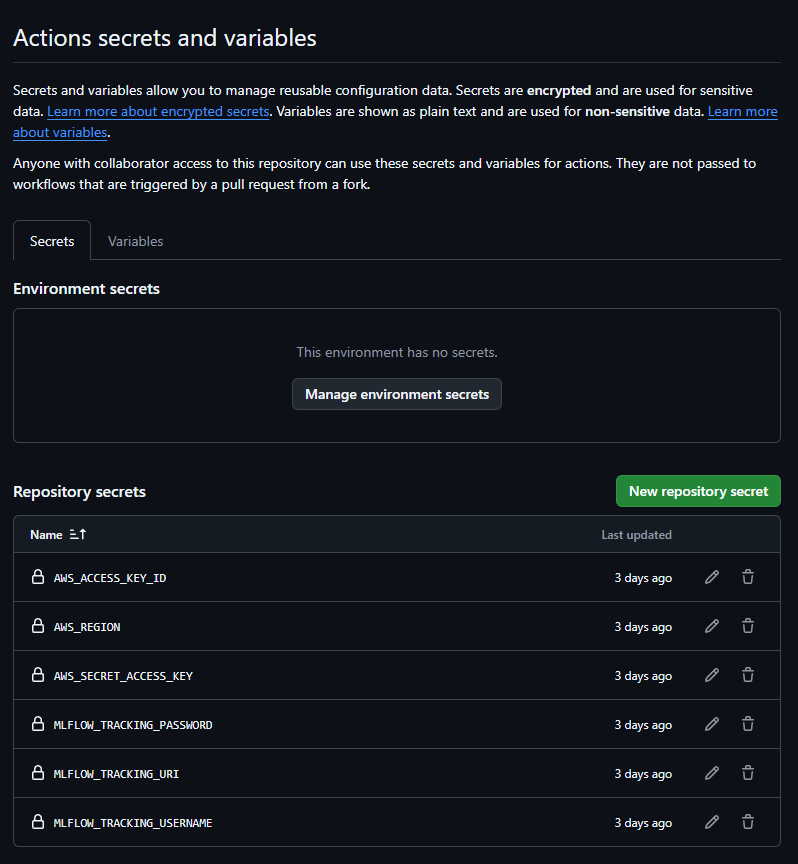 Actions secrets and variables
Secrets and variables allow you to manage reusable configuration data. Secrets are encrypted and are used for sensitive
data. Learn more about encrypted secrets. Variables are shown as plain text and are used for non-sensitive data. Learn more
about variables.
Anyone with collaborator access to this repository can use these secrets and variables for actions. They are not passed to
workflows that are triggered by a pull request from a fork.
Secrets Variables
Environment secrets
This environment has no secrets.
Manage environment secrets
Repository secrets New repository secret
Name Last updated
AWS_ACCESS_KEY_ID 3 days ago
AWS_REGION 3 days ago
AWS_SECRET_ACCESS_KEY 3 days ago
MLFLOW_TRACKING_PASSWORD 3 days ago
MLFLOW_TRACKING_URI 3 days ago
MLFLOW_TRACKING_USERNAME 3 days ago